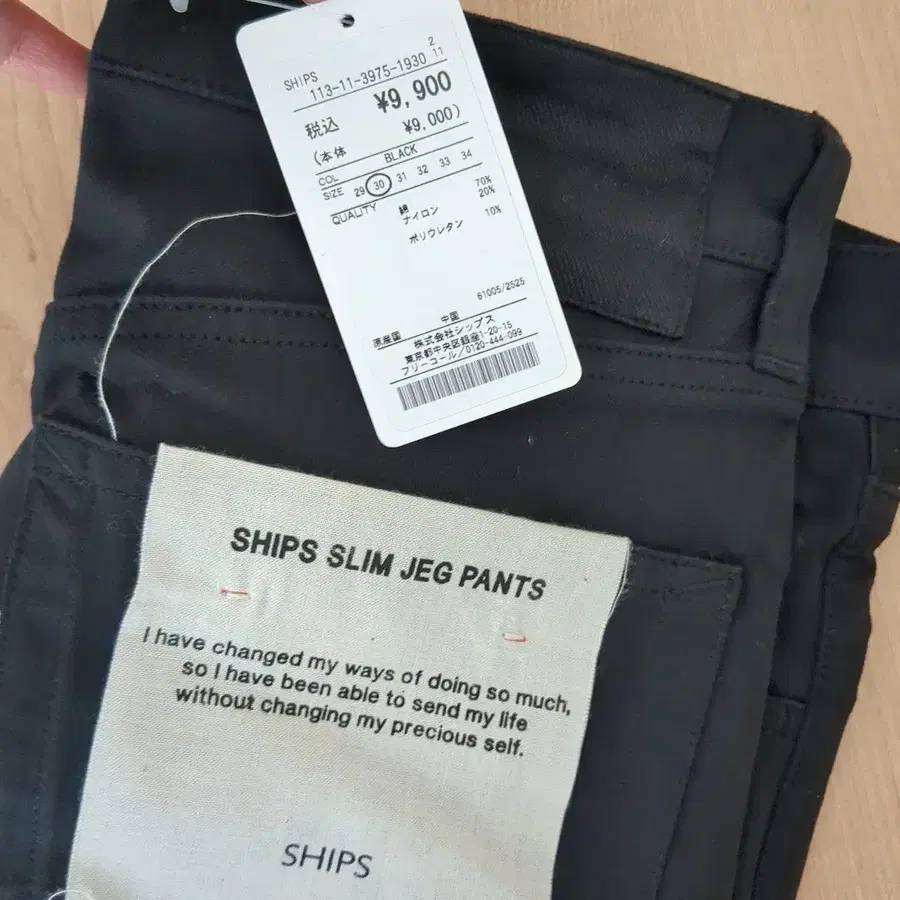 SHIPS
113-11-3975-1930 2 11
税込 ¥9,900
(本体 ¥9,000)
COL BLACK
SIZE 29 30 31 32 33 34
QUALITY 綿 70%
ナイロン 20%
ポリウレタン 10%
61005/2525
原産国 中国
株式会社シップス
東京都中央区銀座1-20-15
フリーコール/0120-444-099
SHIPS SLIM JEG PANTS
I have changed my ways of doing so much,
so I have been able to send my life
without changing my precious self.
SHIPS